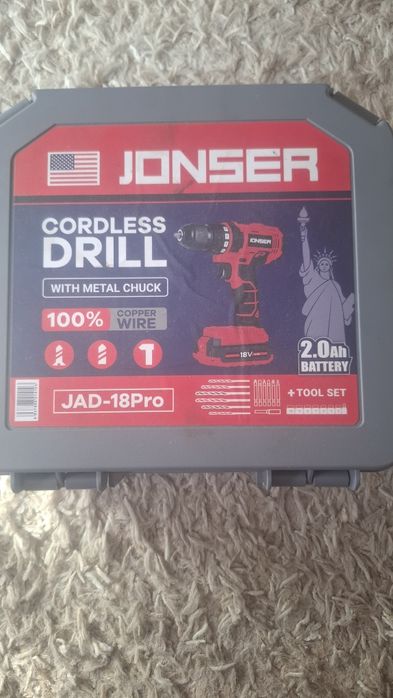 JONSER
CORDLESS
DRILL
WITH METAL CHUCK
100% COPPER WIRE
JONSER
18V
2.0Ah
BATTERY
JAD-18Pro
+TOOL SET